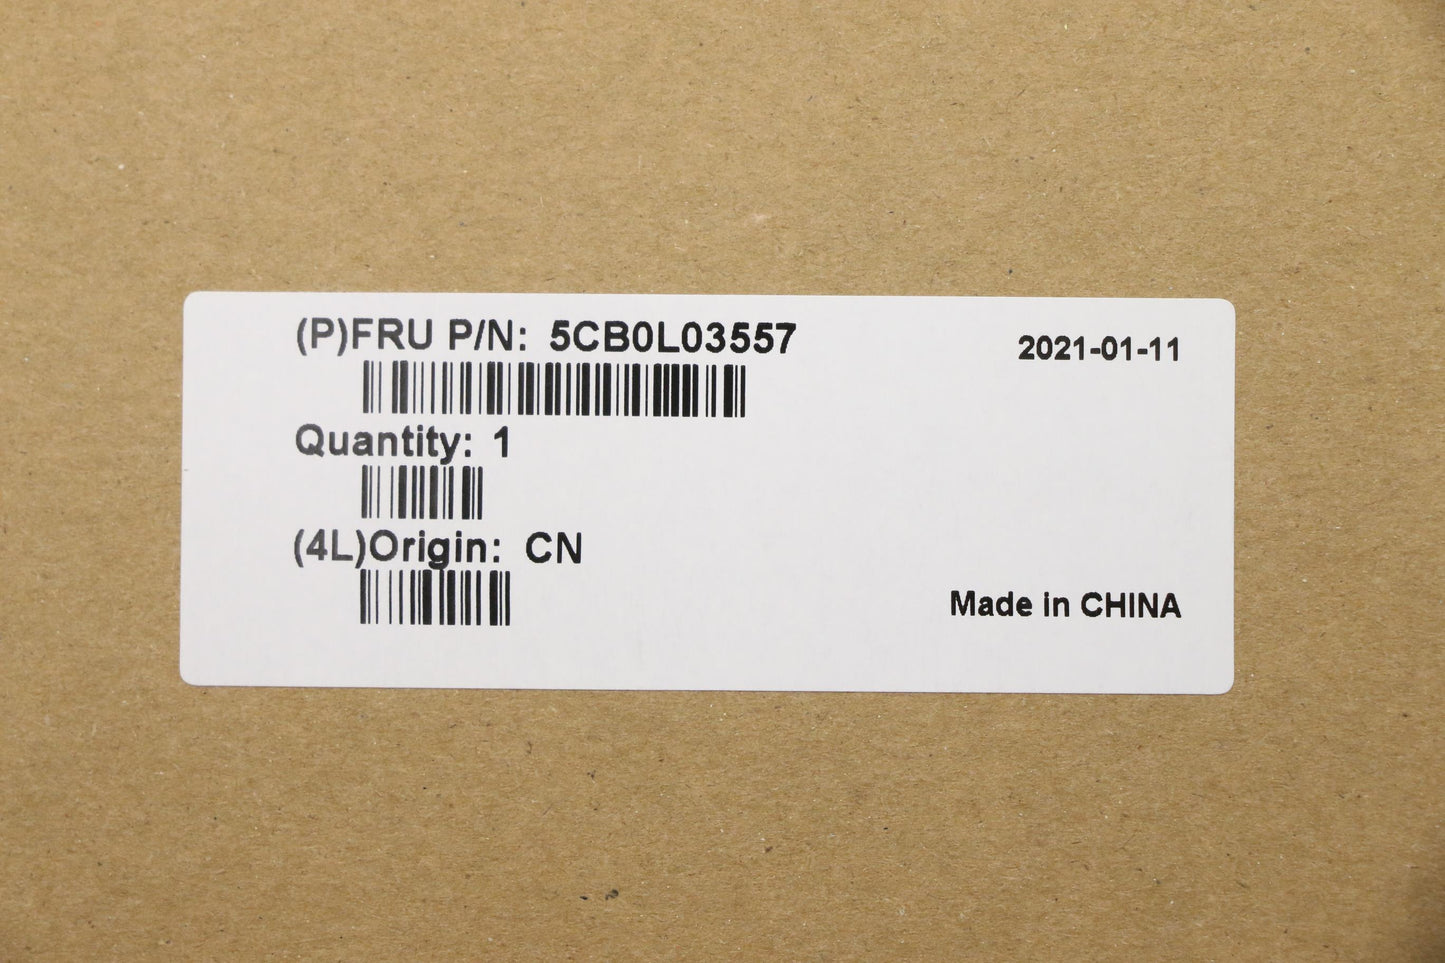 (P)FRU P/N: 5CB0L03557
2021-01-11
Quantity: 1
(4L)Origin: CN
Made in CHINA